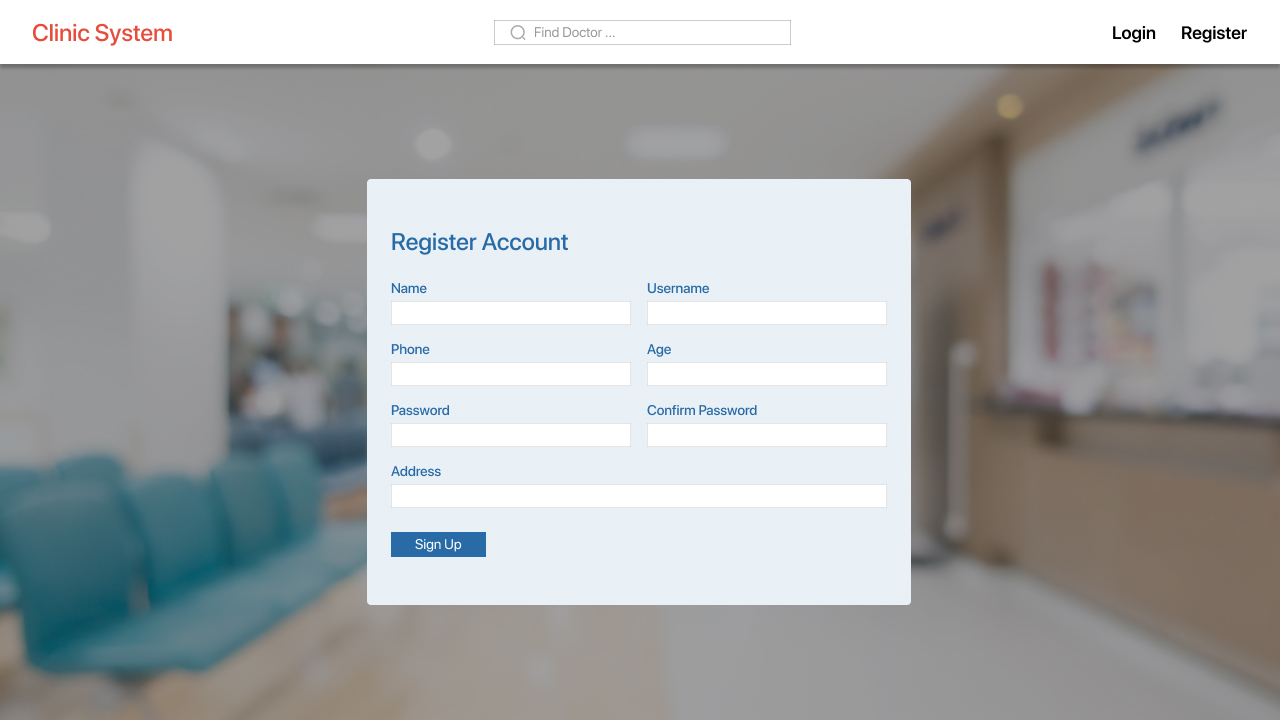 Clinic System
Find Doctor ...
Login Register
Register Account
Name Username
Phone Age
Password Confirm Password
Address
Sign Up